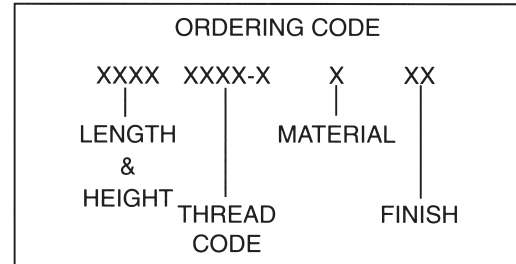 ORDERING CODE
XXXX XXXX-X X XX
LENGTH
&
HEIGHT
THREAD
CODE
MATERIAL
FINISH